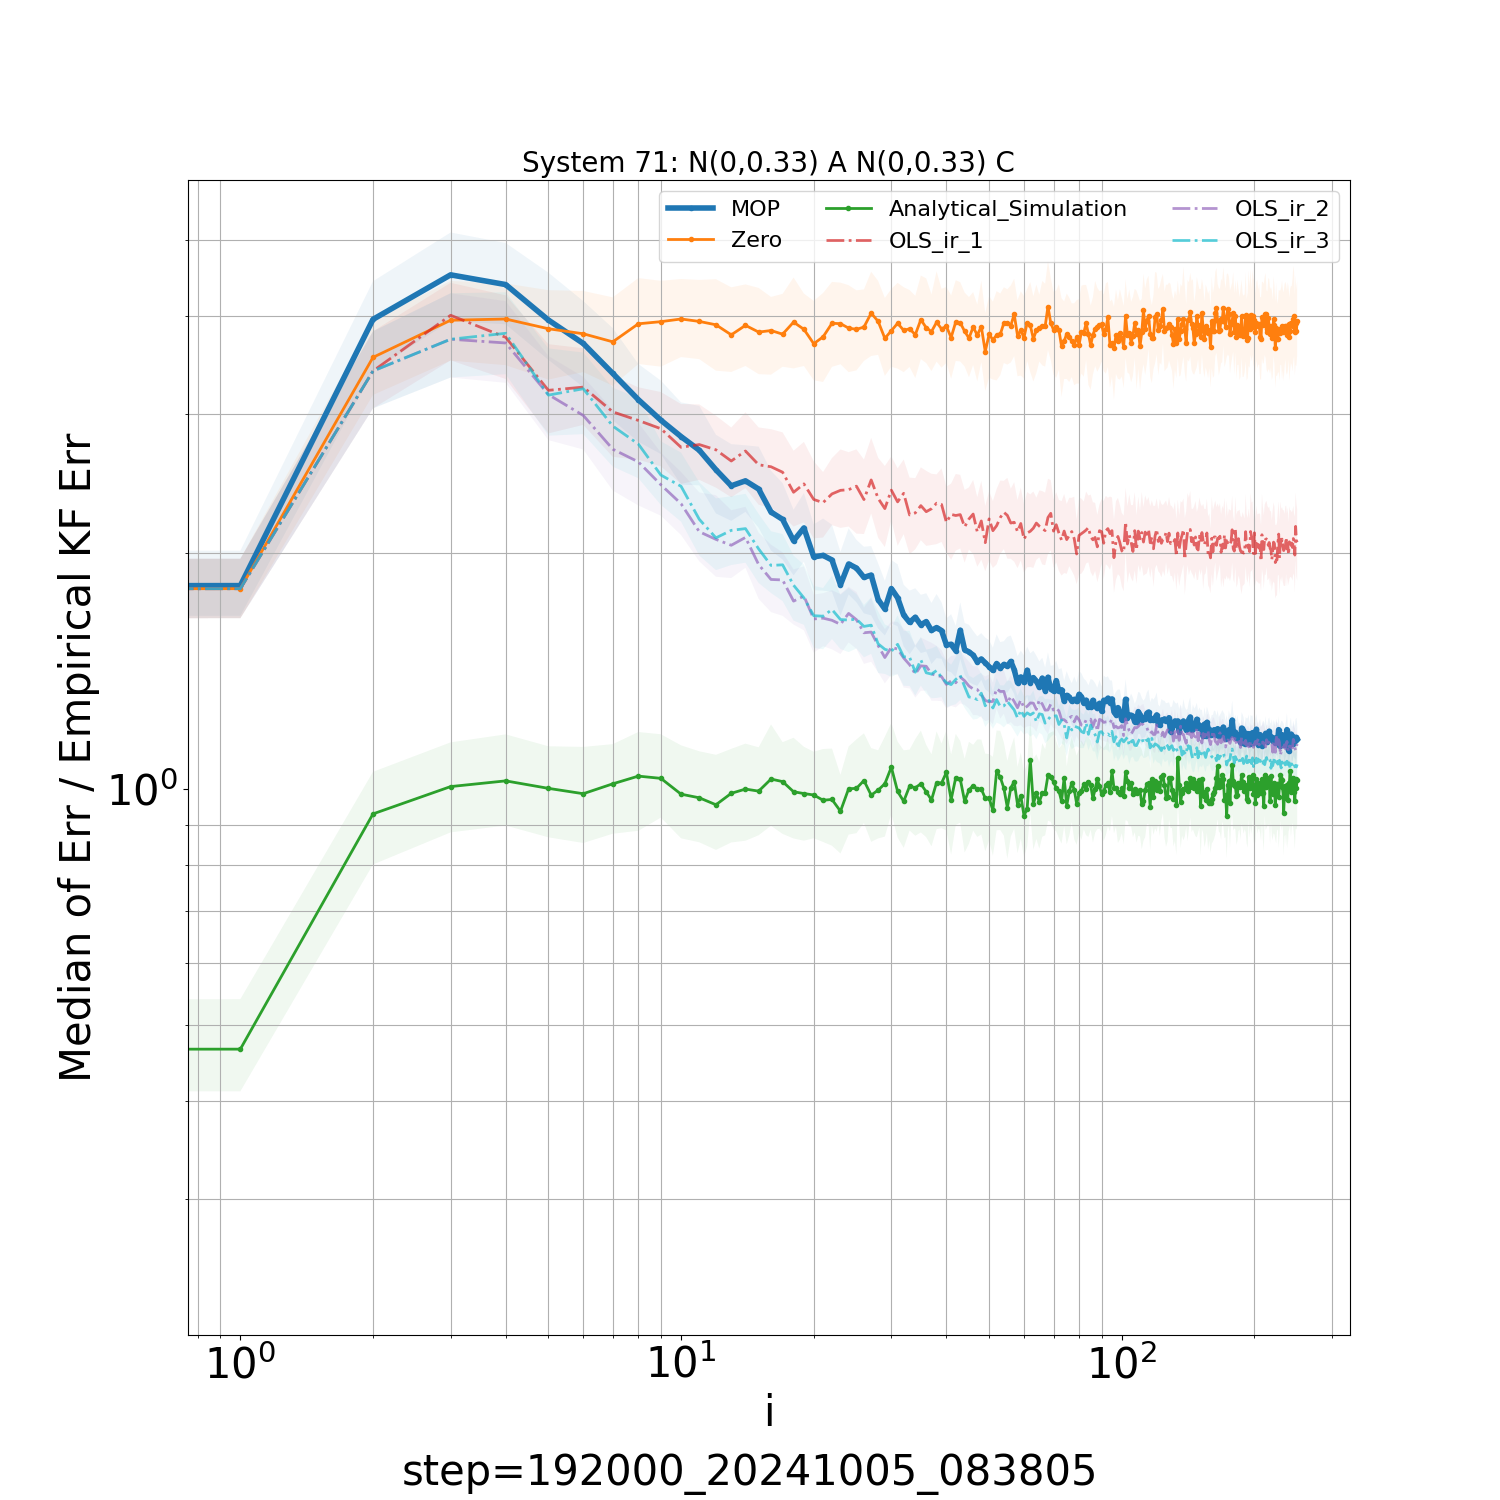 System 71: N(0,0.33) A N(0,0.33) C
MOP
Zero
Analytical_Simulation
OLS_ir_1
OLS_ir_2
OLS_ir_3
Median of Err / Empirical KF Err
10⁰
10⁰ 10¹ 10²
i
step=192000_20241005_083805